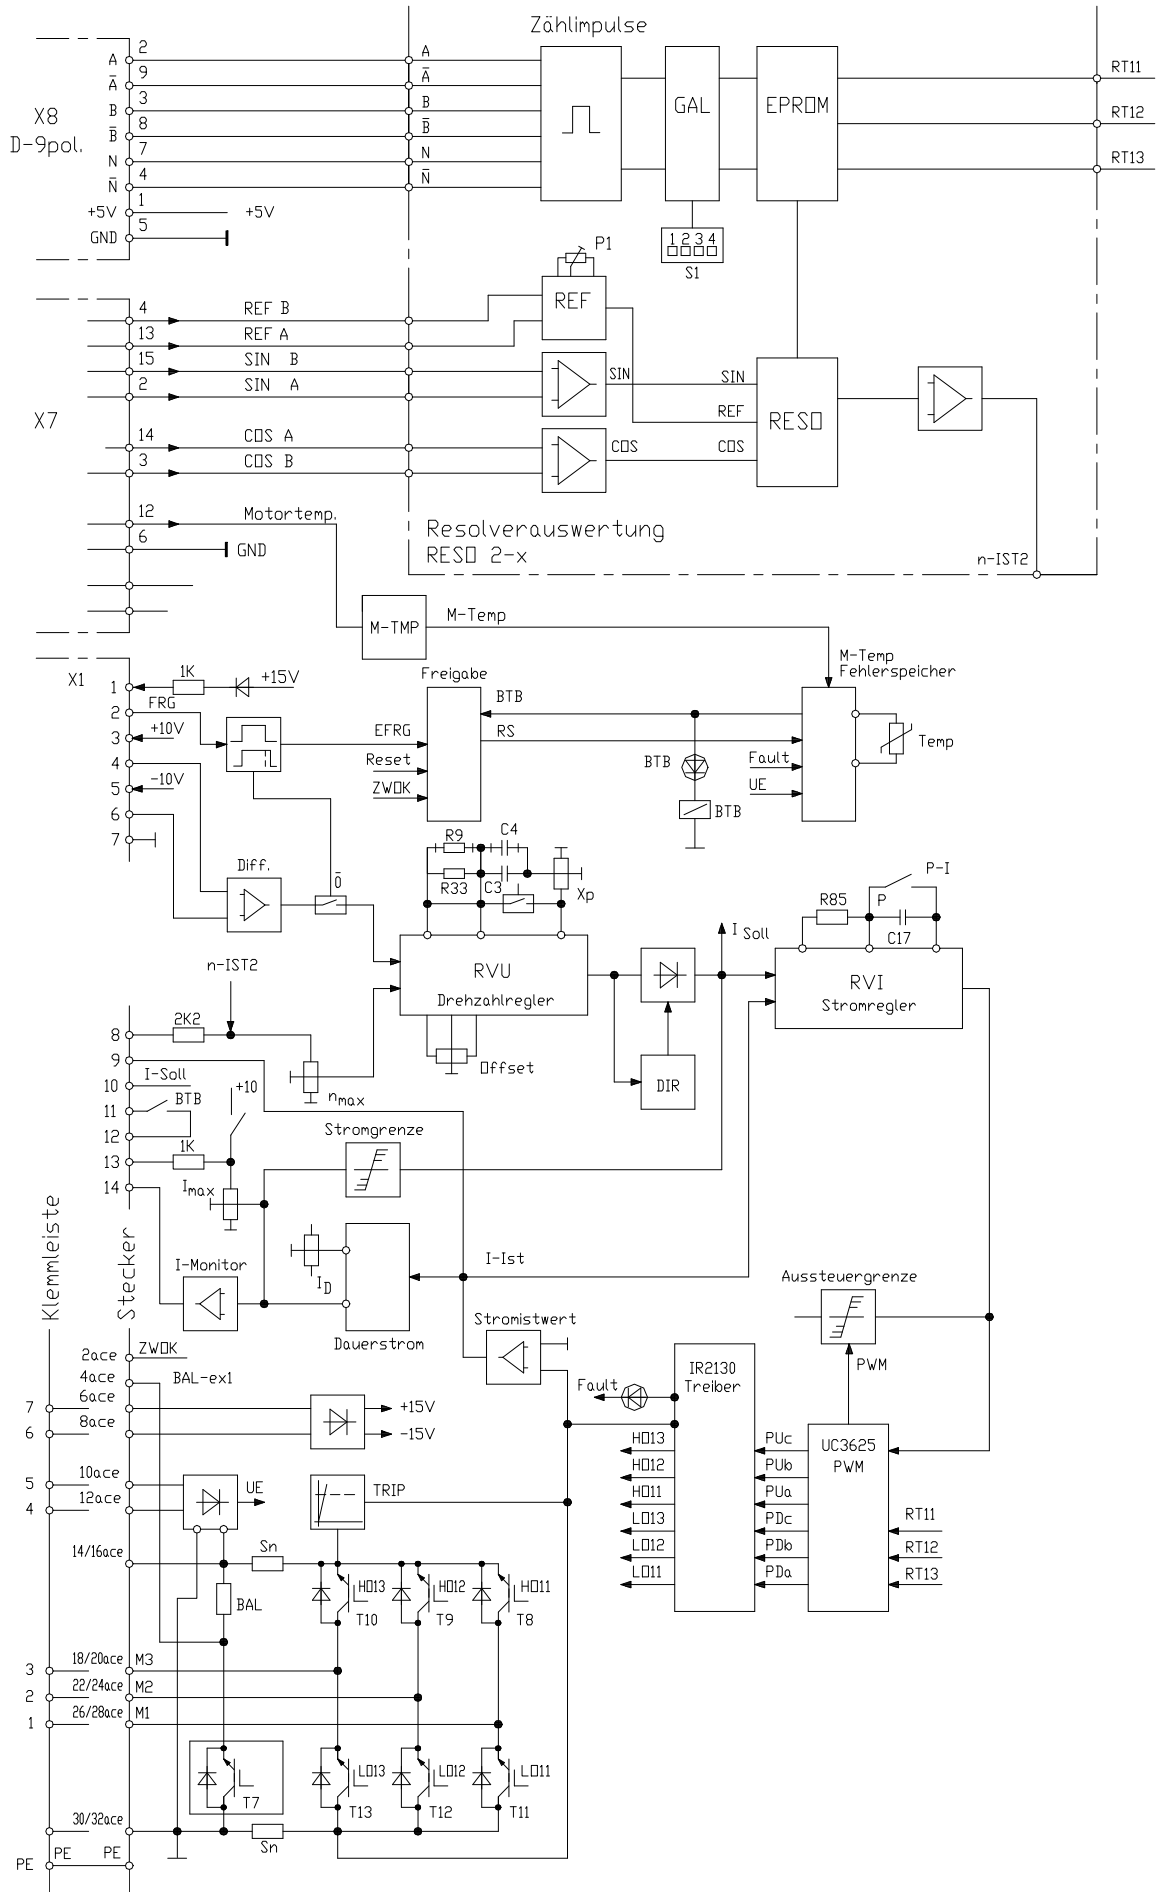 Zählimpulse
X8
D-9pol.
A 2 A
A̅ 9 A̅
B 3 B
B̅ 8 B̅
N 7 N
N̅ 4 N̅
+5V 1 +5V
GND 5
GAL
EPROM
RT11
RT12
RT13
1 2 3 4
S1
P1
REF
X7
4 REF B
13 REF A
15 SIN B
2 SIN A
14 COS A
3 COS B
12 Motortemp.
6 GND
SIN SIN
REF
COS COS
RESO
Resolverauswertung
RESO 2-x
n-IST2
M-TMP
M-Temp
M-Temp
Fehlerspeicher
X1
1 1K +15V
2 FRG
3 +10V
4
5 -10V
6
7
Freigabe
EFRG
Reset
ZWOK
BTB
RS
BTB
BTB
Fault
UE
Temp
Diff.
0̅
R9 C4
R33 C3
Xp
RVU
Drehzahlregler
Offset
n-IST2
I Soll
DIR
P-I
R85 P
C17
RVI
Stromregler
8 2K2
9
10 I-Soll
11 BTB
12
13 1K
14
+10
nmax
Imax
Stromgrenze
I-Monitor
ID
Dauerstrom
I-Ist
Stromistwert
Aussteuergrenze
PWM
Klemmleiste
Stecker
2ace ZWOK
4ace BAL-ex1
7 6ace +15V
6 8ace -15V
5 10ace UE
4 12ace
TRIP
14/16ace Sn
BAL
Fault
IR2130
Treiber
UC3625
PWM
HO13 PUc
HO12 PUb
HO11 PUa
LO13 PDc
LO12 PDb
LO11 PDa
RT11
RT12
RT13
HO13 HO12 HO11
T10 T9 T8
3 18/20ace M3
2 22/24ace M2
1 26/28ace M1
LO13 LO12 LO11
T7 T13 T12 T11
30/32ace
Sn
PE PE PE